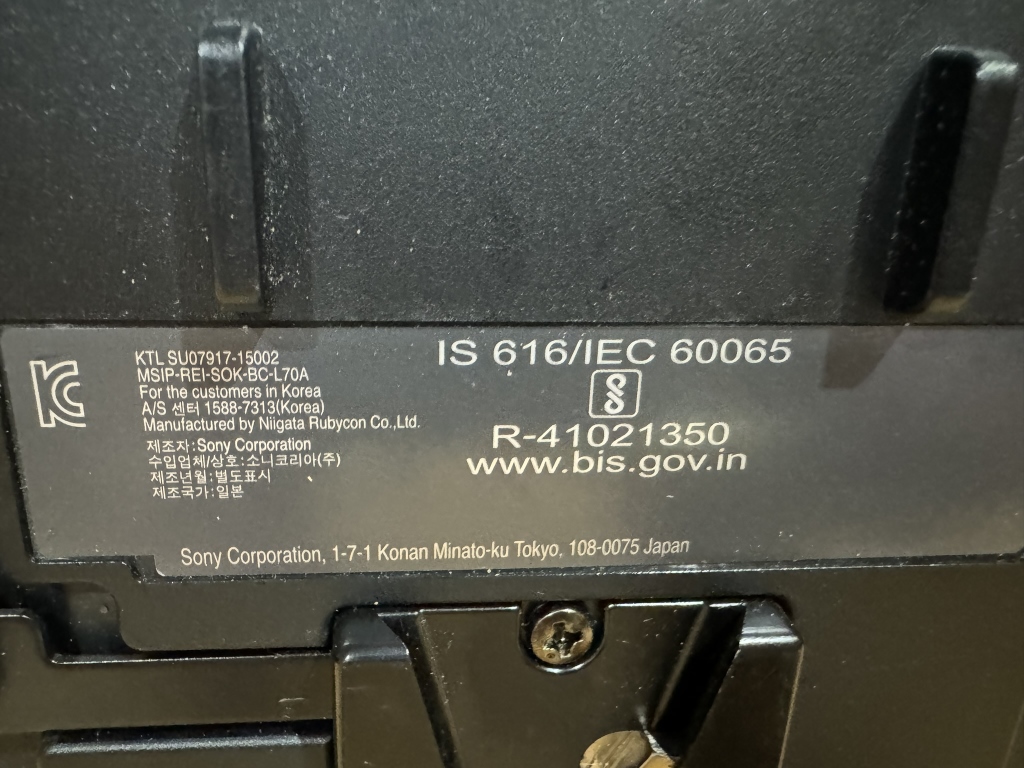 KC
KTL SU07917-15002
MSIP-REI-SOK-BC-L70A
For the customers in Korea
A/S 센터 1588-7313(Korea)
Manufactured by Niigata Rubycon Co.,Ltd.
제조자:Sony Corporation
수입업체/상호:소니코리아(주)
제조년월:별도표시
제조국가:일본
IS 616/IEC 60065
R-41021350
www.bis.gov.in
Sony Corporation, 1-7-1 Konan Minato-ku Tokyo, 108-0075 Japan